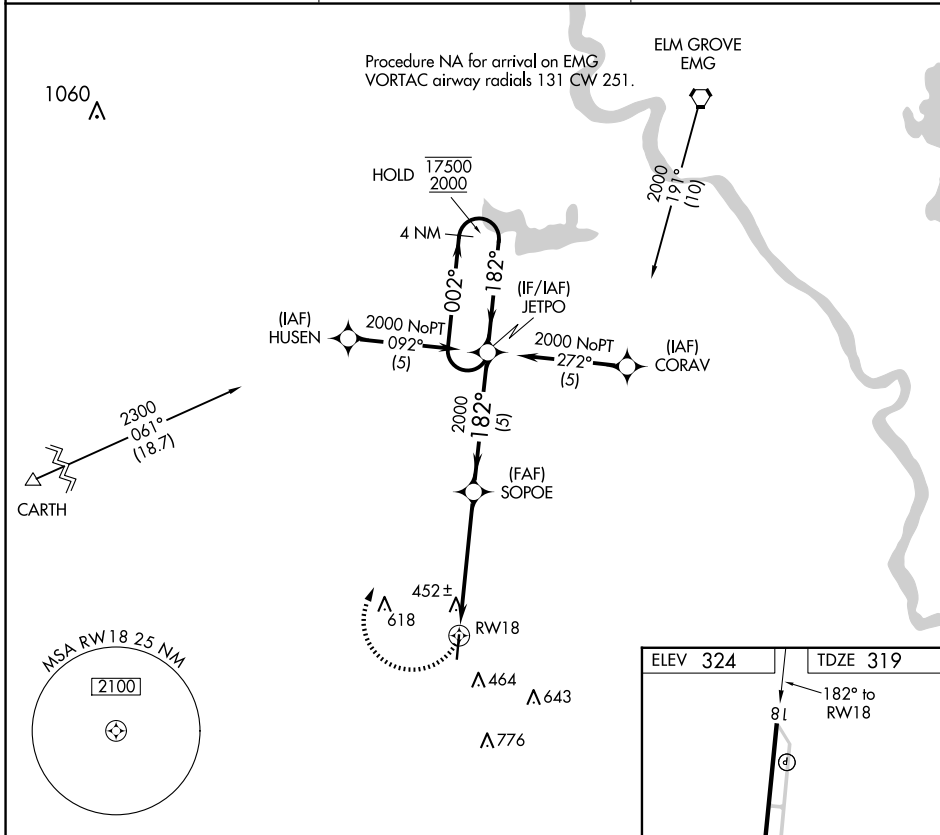 Procedure NA for arrival on EMG
VORTAC airway radials 131 CW 251.
ELM GROVE
EMG
1060
2000
191°
(10)
HOLD
17500
2000
4 NM
002°
182°
(IF/IAF)
JETPO
(IAF)
HUSEN
2000 NoPT
092°
(5)
2000 NoPT
272°
(5)
(IAF)
CORAV
2300
061°
(18.7)
CARTH
2000
182°
(5)
(FAF)
SOPOE
452±
618
RW18
464
643
776
MSA RW18 25 NM
2100
ELEV 324
TDZE 319
182° to
RW18
18
P